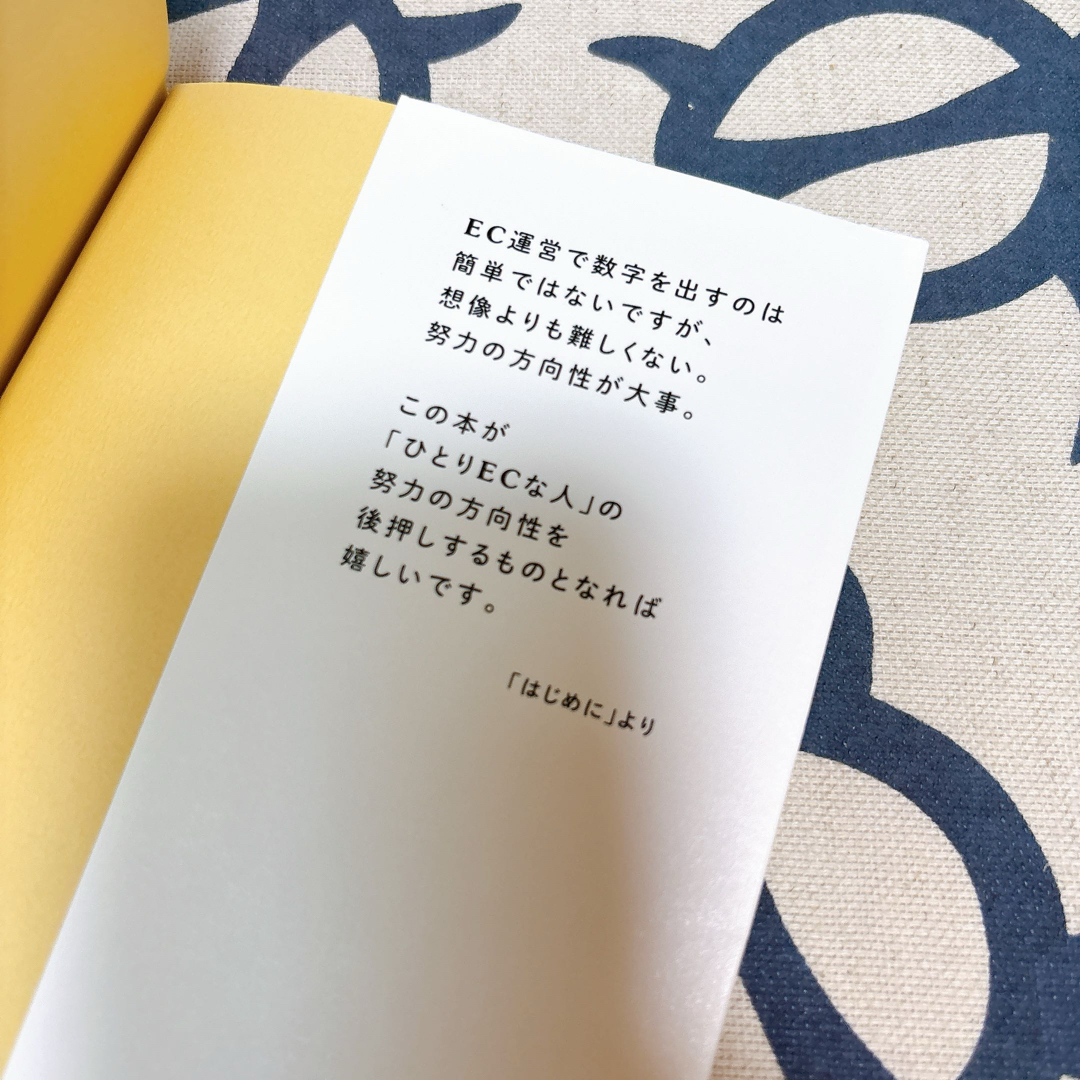 EC運営で数字を出すのは
簡単ではないですが、
想像よりも難しくない。
努力の方向性が大事。
この本が
「ひとりECな人」の
努力の方向性を
後押しするものとなれば
嬉しいです。
「はじめに」より